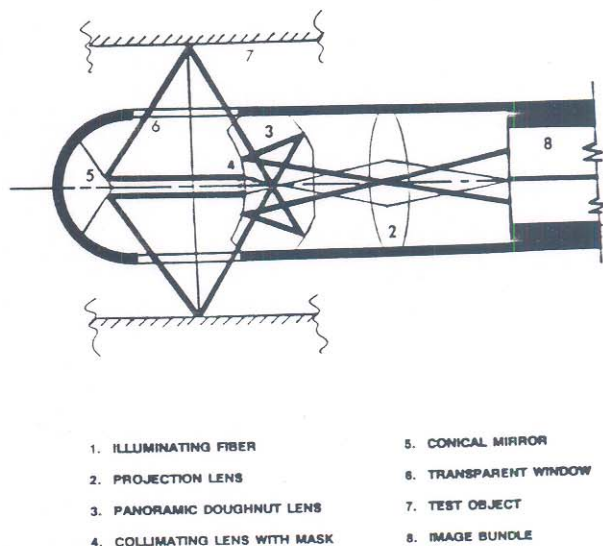 7
6
3
8
5
4
2
1. ILLUMINATING FIBER
2. PROJECTION LENS
3. PANORAMIC DOUGHNUT LENS
4. COLLIMATING LENS WITH MASK
5. CONICAL MIRROR
6. TRANSPARENT WINDOW
7. TEST OBJECT
8. IMAGE BUNDLE